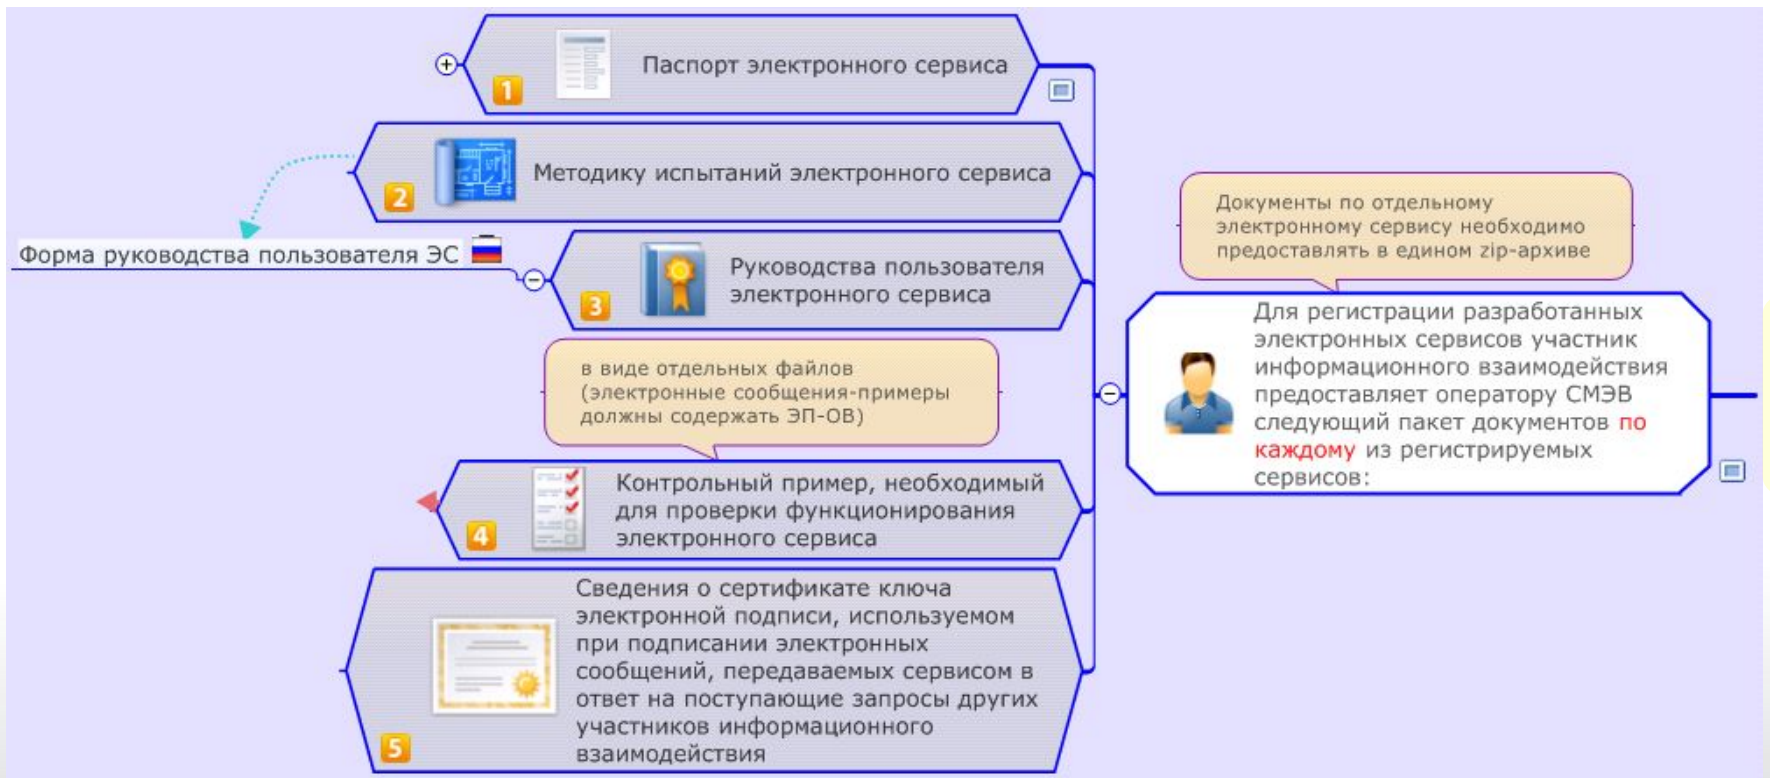 Паспорт электронного сервиса
1
Методику испытаний электронного сервиса
2
Форма руководства пользователя ЭС
Руководства пользователя
электронного сервиса
3
в виде отдельных файлов
(электронные сообщения-примеры
должны содержать ЭП-ОВ)
Контрольный пример, необходимый
для проверки функционирования
электронного сервиса
4
Сведения о сертификате ключа
электронной подписи, используемом
при подписании электронных
сообщений, передаваемых сервисом в
ответ на поступающие запросы других
участников информационного
взаимодействия
5
Документы по отдельному
электронному сервису необходимо
предоставлять в едином zip-архиве
Для регистрации разработанных
электронных сервисов участник
информационного взаимодействия
предоставляет оператору СМЭВ
следующий пакет документов по
каждому из регистрируемых
сервисов: